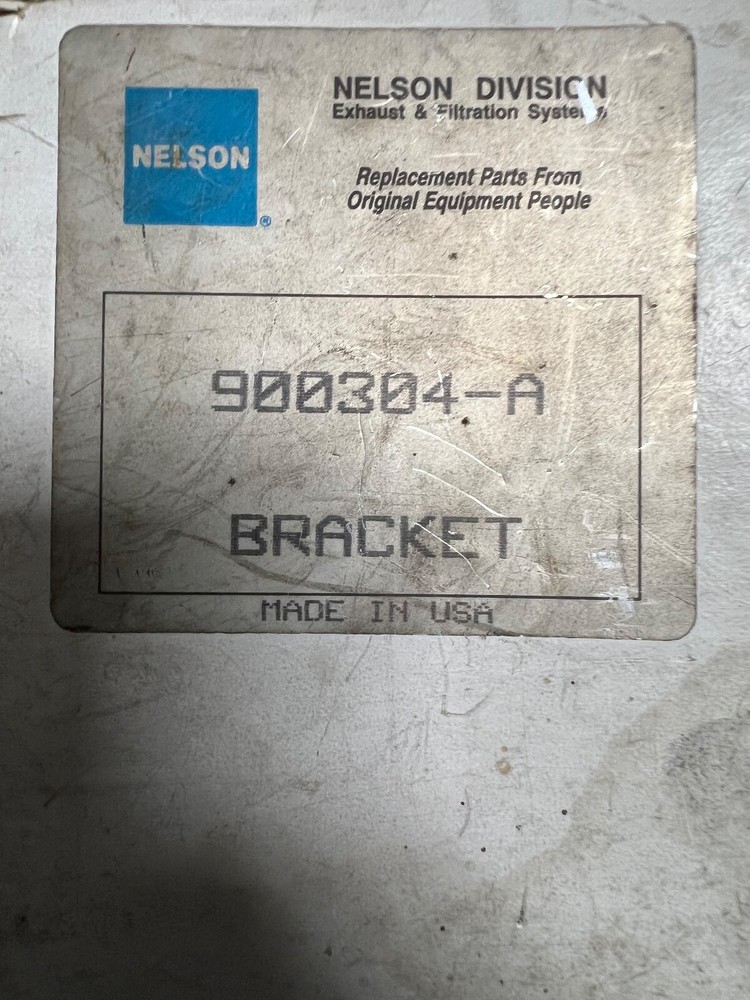 NELSON
®
NELSON DIVISION
Exhaust & Filtration Systems
Replacement Parts From
Original Equipment People
900304-A
BRACKET
MADE IN USA